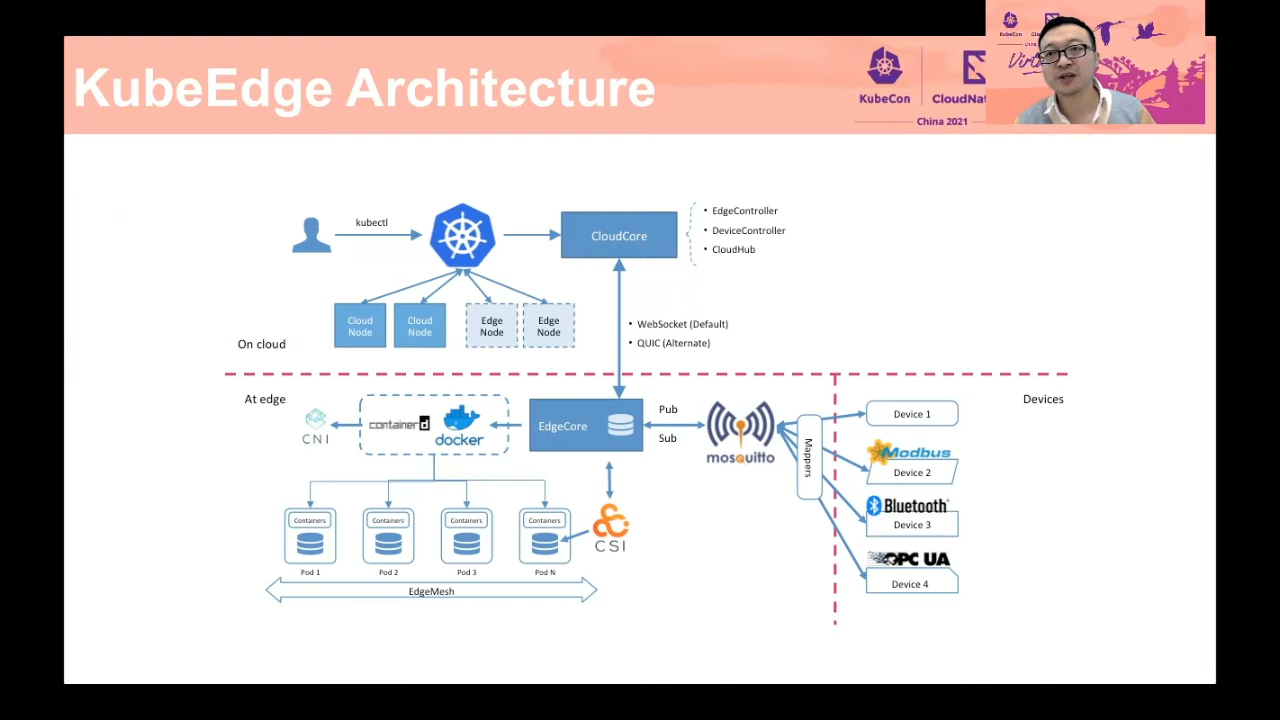 KubeEdge Architecture
KubeCon
CloudNat
China 2021
KubeCon
China
Virt
kubectl
CloudCore
• EdgeController
• DeviceController
• CloudHub
Cloud
Node
Cloud
Node
Edge
Node
Edge
Node
• WebSocket (Default)
• QUIC (Alternate)
On cloud
At edge
Devices
CNI
containerd
docker
EdgeCore
Pub
Sub
mosquitto
Mappers
Device 1
Modbus
Device 2
Bluetooth
Device 3
OPC UA
Device 4
Containers
Containers
Containers
Containers
CSI
Pod 1
Pod 2
Pod 3
Pod N
EdgeMesh